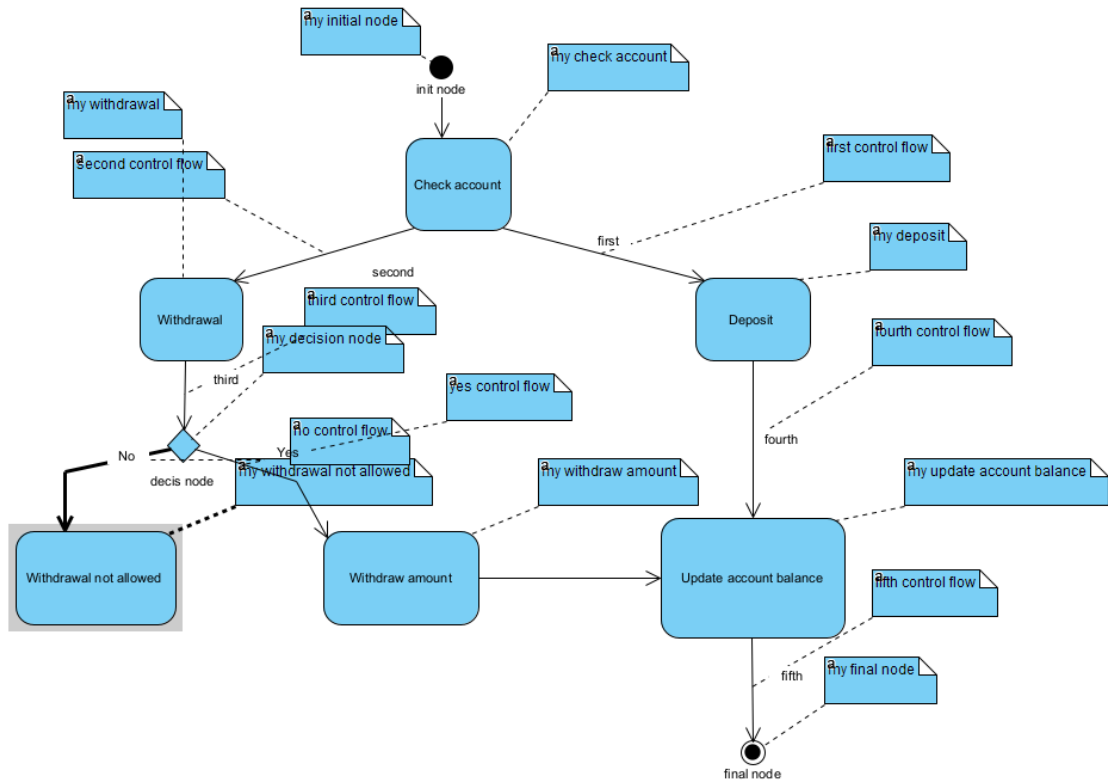 a
my initial node
init node
a
my check account
a
my withdrawal
a
second control flow
a
first control flow
Check account
first
a
my deposit
second
Withdrawal
a
third control flow
a
my decision node
Deposit
a
fourth control flow
third
a
yes control flow
a
no control flow
fourth
No
Yes
a
my withdrawal not allowed
a
my withdraw amount
a
my update account balance
decis node
Withdrawal not allowed
Withdraw amount
Update account balance
a
fifth control flow
fifth
a
my final node
final node